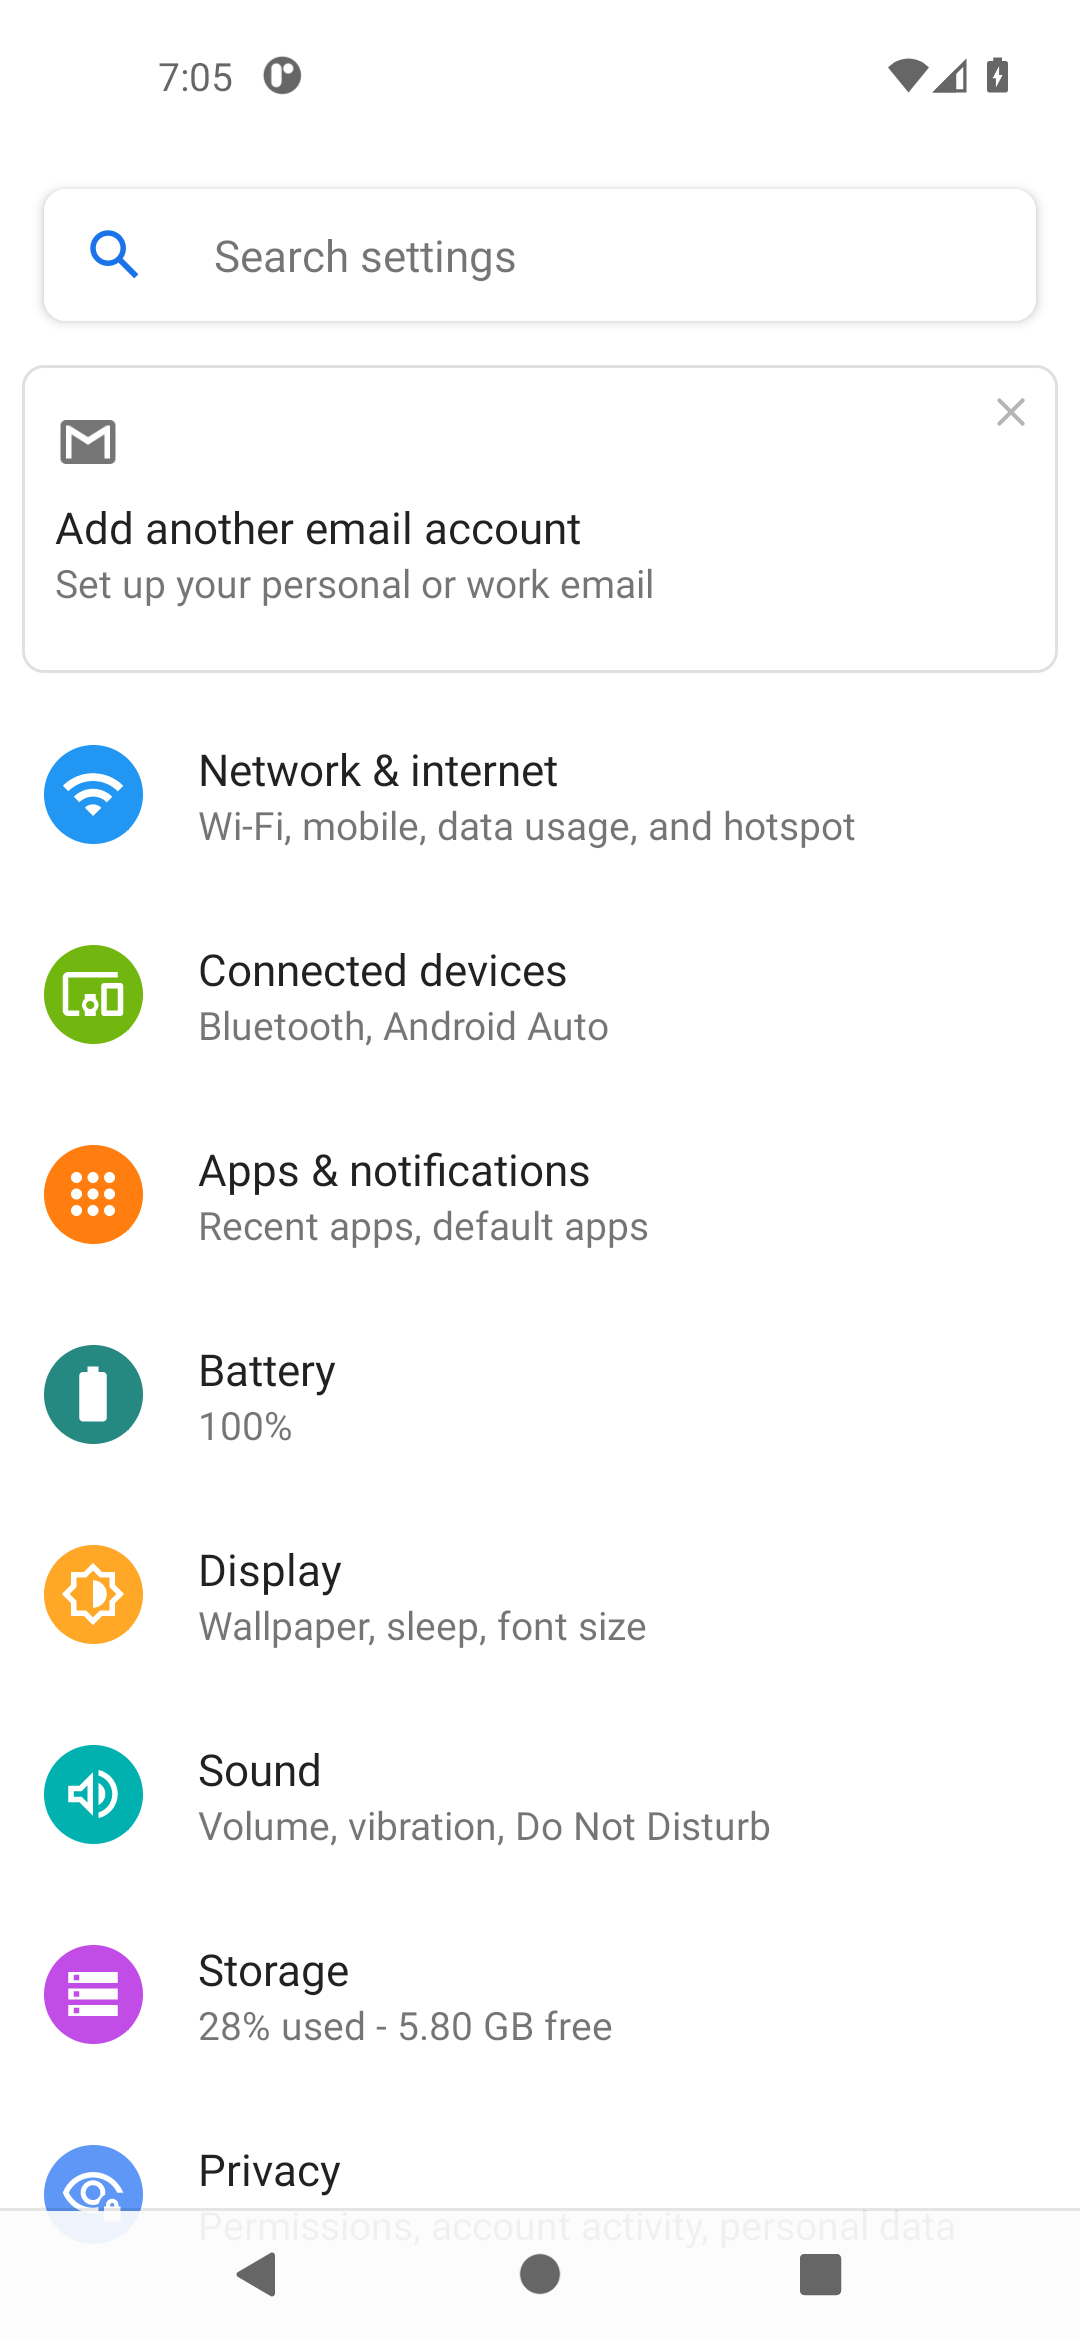 7:05
Search settings
Add another email account
Set up your personal or work email
Network & internet
Wi-Fi, mobile, data usage, and hotspot
Connected devices
Bluetooth, Android Auto
Apps & notifications
Recent apps, default apps
Battery
100%
Display
Wallpaper, sleep, font size
Sound
Volume, vibration, Do Not Disturb
Storage
28% used - 5.80 GB free
Privacy
Permissions, account activity, personal data